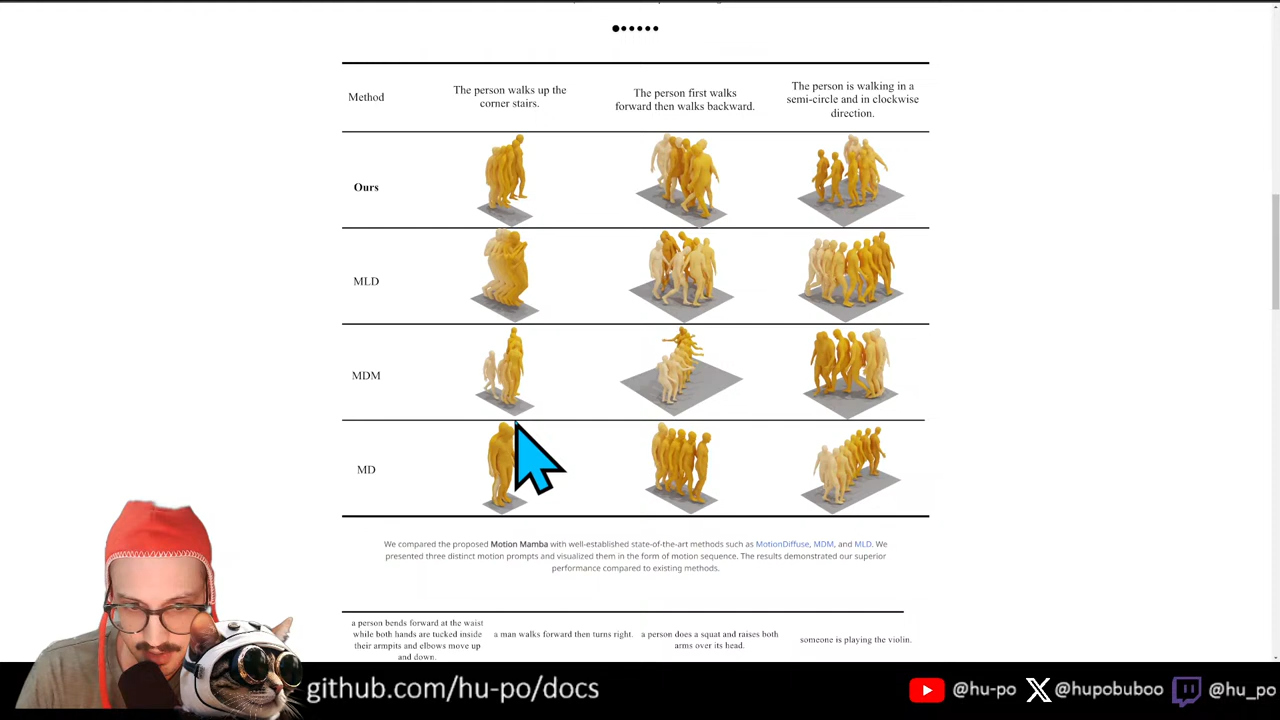 Method
The person walks up the
corner stairs.
The person first walks
forward then walks backward.
The person is walking in a
semi-circle and in clockwise
direction.
Ours
MLD
MDM
MD
We compared the proposed Motion Mamba with well-established state-of-the-art methods such as MotionDiffuse, MDM, and MLD. We
presented three distinct motion prompts and visualized them in the form of motion sequence. The results demonstrated our superior
performance compared to existing methods.
a person bends forward at the waist
while both hands are tucked inside
their armpits and elbows move up
and down.
a man walks forward then turns right.
a person does a squat and raises both
arms over its head.
someone is playing the violin.
github.com/hu-po/docs
@hu-po
@hupobuboo
@hu_po